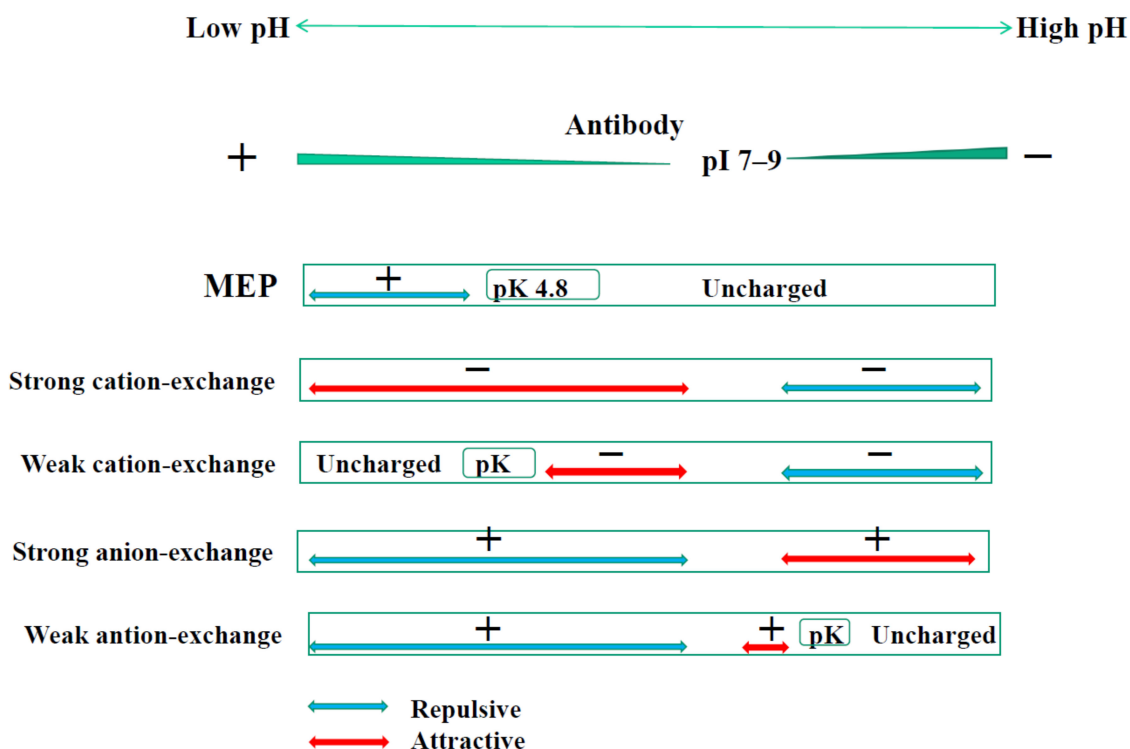 Low pH High pH
Antibody
+ pI 7–9 −
MEP + pK 4.8 Uncharged
Strong cation-exchange − −
Weak cation-exchange Uncharged pK − −
Strong anion-exchange + +
Weak antion-exchange + + pK Uncharged
Repulsive
Attractive